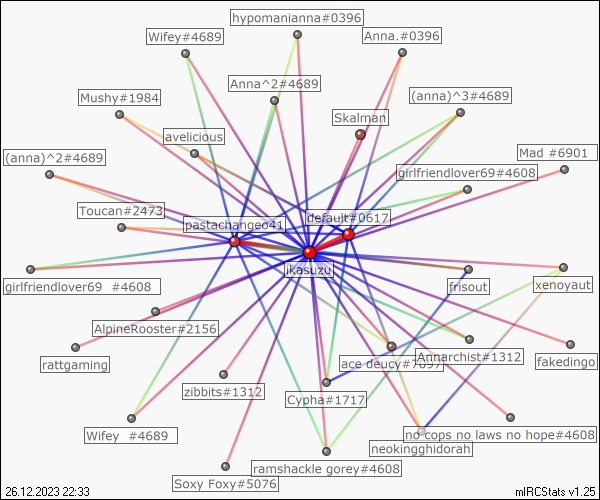 hypomanianna#0396
Wifey#4689
Anna.#0396
Anna^2#4689
Mushy#1984
(anna)^3#4689
Skalman
avelicious
Mad #6901
(anna)^2#4689
girlfriendlover69#4608
Toucan#2473
default#0617
pastachangeo41
jikasuzu
girlfriendlover69 #4608
frisout
xenoyaut
AlpineRooster#2156
rattgaming
ace deucy#7097
Annarchist#1312
fakedingo
zibbits#1312
Cypha#1717
Wifey #4689
no cops no laws no hope#4608
neokingghidorah
ramshackle gorey#4608
Soxy Foxy#5076
26.12.2023 22:33
mIRCStats v1.25